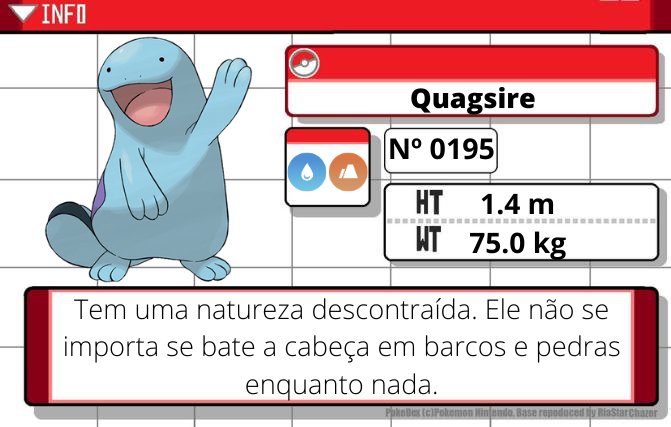 INFO
Quagsire
Nº 0195
HT 1.4 m
WT 75.0 kg
Tem uma natureza descontraída. Ele não se
importa se bate a cabeça em barcos e pedras
enquanto nada.
PokeDex (c)Pokemon Nintendo. Base reproduced by RiaStarChazer